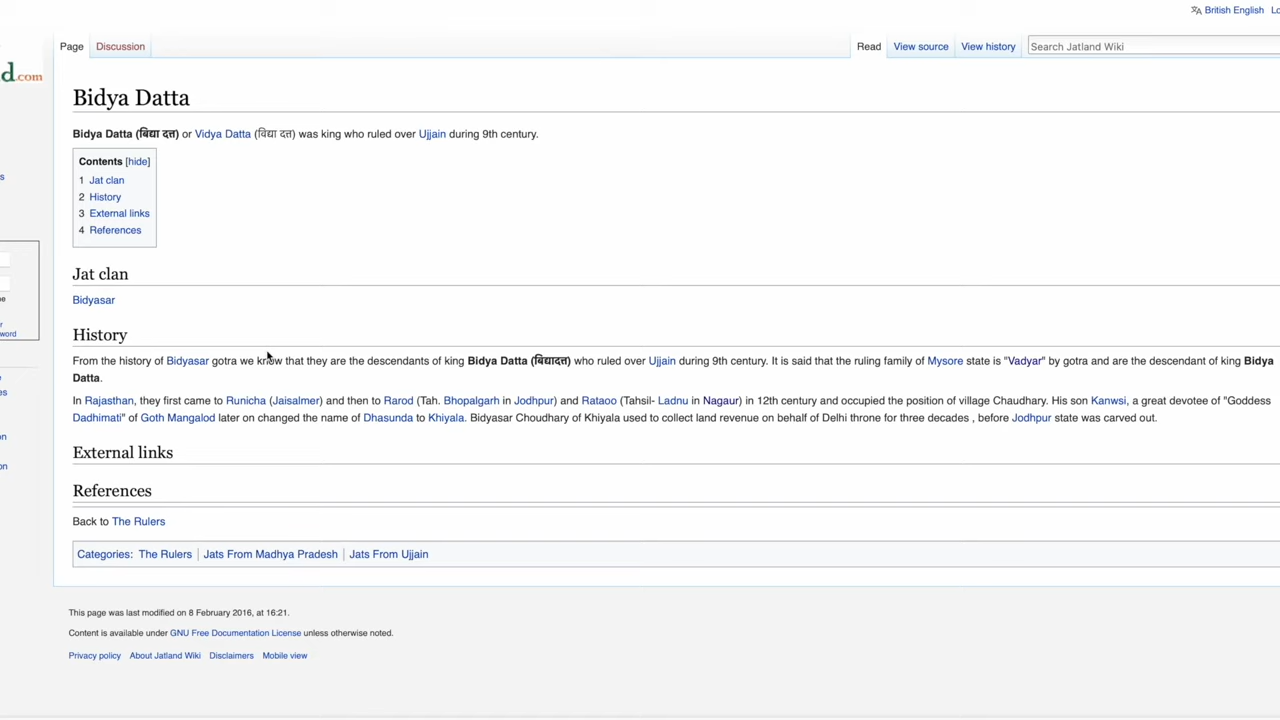 British English
Page Discussion Read View source View history Search Jatland Wiki
d.com
Bidya Datta
Bidya Datta (बिद्या दत्त) or Vidya Datta (विद्या दत्त) was king who ruled over Ujjain during 9th century.
Contents [hide]
1 Jat clan
2 History
3 External links
4 References
Jat clan
Bidyasar
History
From the history of Bidyasar gotra we know that they are the descendants of king Bidya Datta (बिद्यादत्त) who ruled over Ujjain during 9th century. It is said that the ruling family of Mysore state is "Vadyar" by gotra and are the descendant of king Bidya
Datta.
In Rajasthan, they first came to Runicha (Jaisalmer) and then to Rarod (Tah. Bhopalgarh in Jodhpur) and Rataoo (Tahsil- Ladnu in Nagaur) in 12th century and occupied the position of village Chaudhary. His son Kanwsi, a great devotee of "Goddess
Dadhimati" of Goth Mangalod later on changed the name of Dhasunda to Khiyala. Bidyasar Choudhary of Khiyala used to collect land revenue on behalf of Delhi throne for three decades , before Jodhpur state was carved out.
External links
References
Back to The Rulers
Categories: The Rulers | Jats From Madhya Pradesh | Jats From Ujjain
This page was last modified on 8 February 2016, at 16:21.
Content is available under GNU Free Documentation License unless otherwise noted.
Privacy policy About Jatland Wiki Disclaimers Mobile view